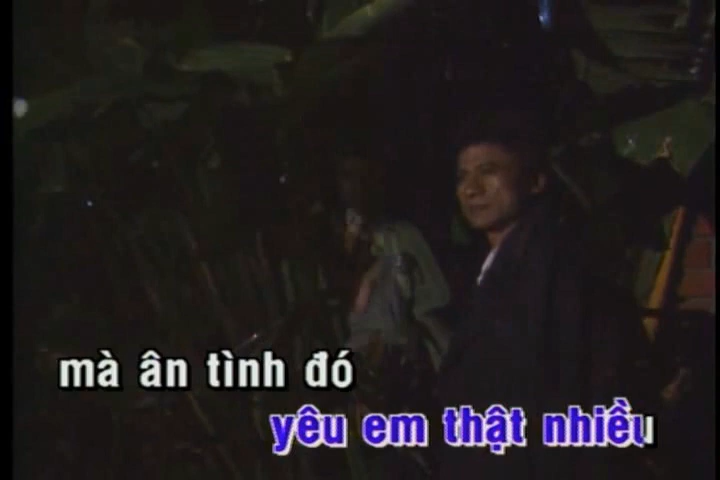 mà ân tình đó
yêu em thật nhiều